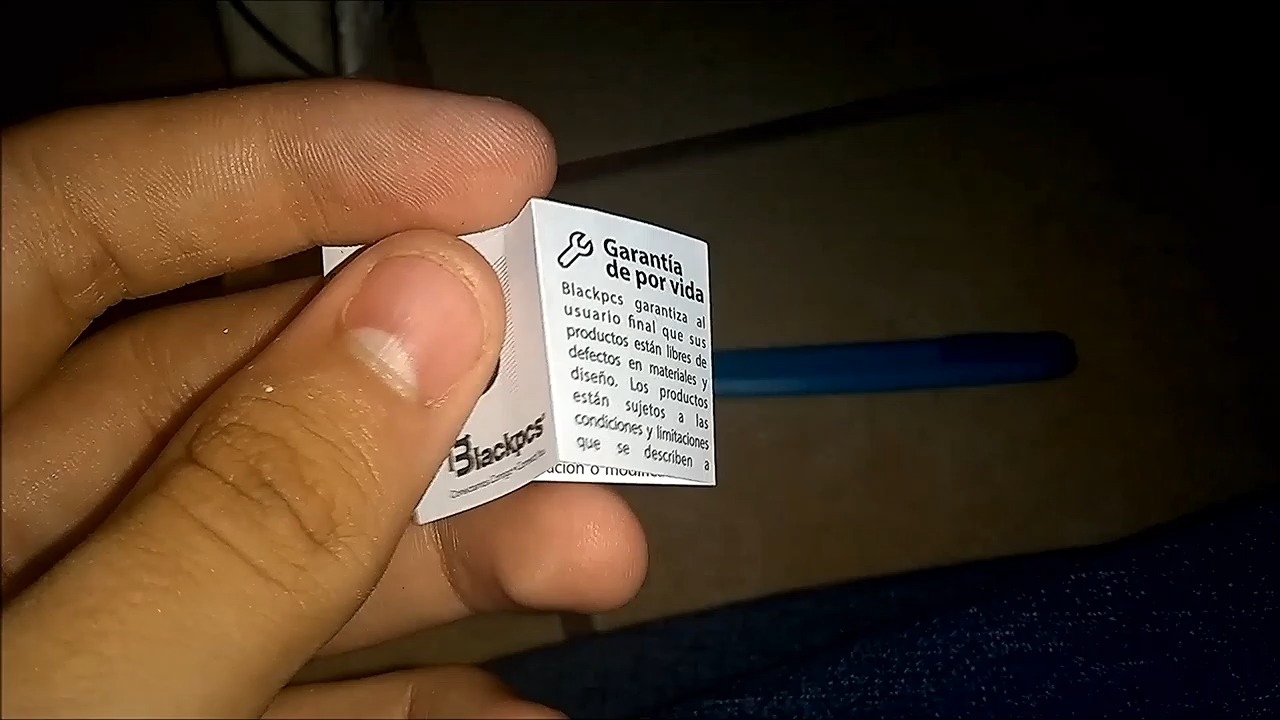 Garantía
de por vida
Blackpcs garantiza al
usuario final que sus
productos están libres de
defectos en materiales y
diseño. Los productos
están sujetos a las
condiciones y limitaciones
que se describen a
Blackpcs